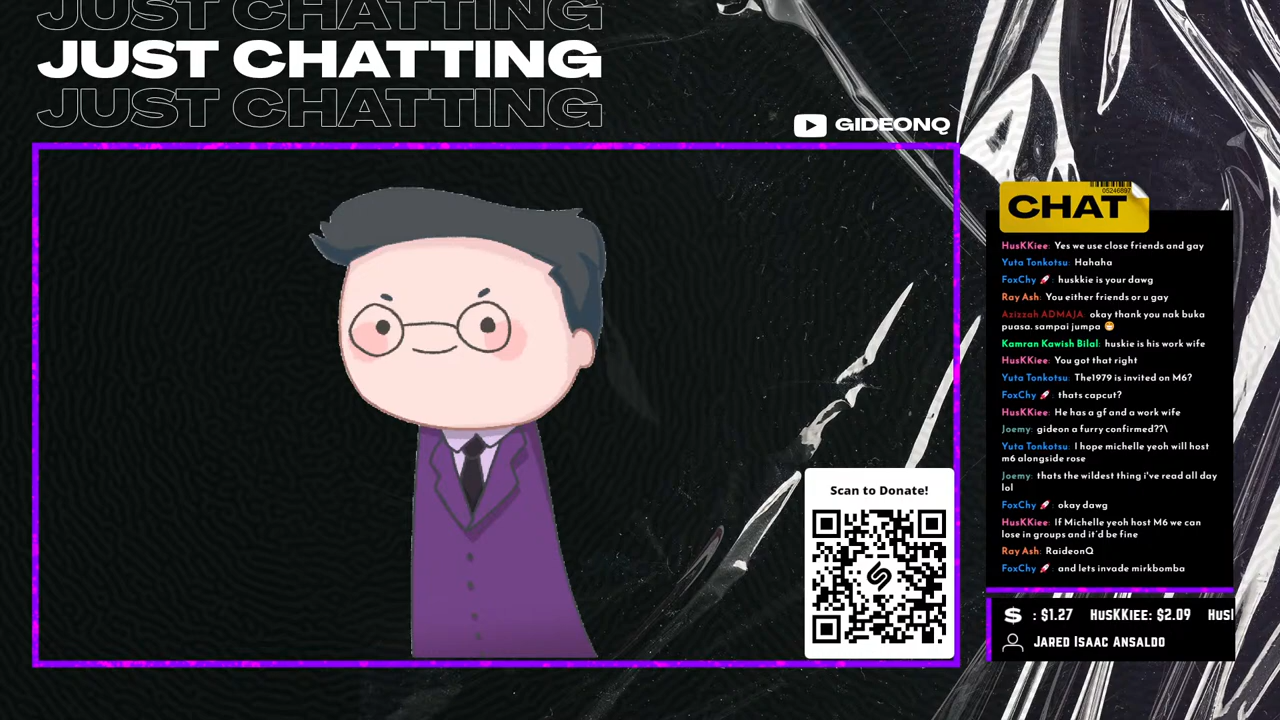 JUST CHATTING
JUST CHATTING
JUST CHATTING
GIDEONQ
05246897
CHAT
HusKKiee: Yes we use close friends and gay
Yuta Tonkotsu: Hahaha
FoxChy 🚀: huskkie is your dawg
Ray Ash: You either friends or u gay
Azizzah ADMAJA: okay thank you nak buka
puasa. sampai jumpa 😁
Kamran Kawish Bilal: huskie is his work wife
HusKKiee: You got that right
Yuta Tonkotsu: The1979 is invited on M6?
FoxChy 🚀: thats capcut?
HusKKiee: He has a gf and a work wife
Joemy: gideon a furry confirmed??\
Yuta Tonkotsu: I hope michelle yeoh will host
m6 alongside rose
Joemy: thats the wildest thing i've read all day
lol
FoxChy 🚀: okay dawg
HusKKiee: If Michelle yeoh host M6 we can
lose in groups and it'd be fine
Ray Ash: RaideonQ
FoxChy 🚀: and lets invade mirkbomba
Scan to Donate!
$ : $1.27 HusKKiee: $2.09 Husl
Jared Isaac Ansaldo